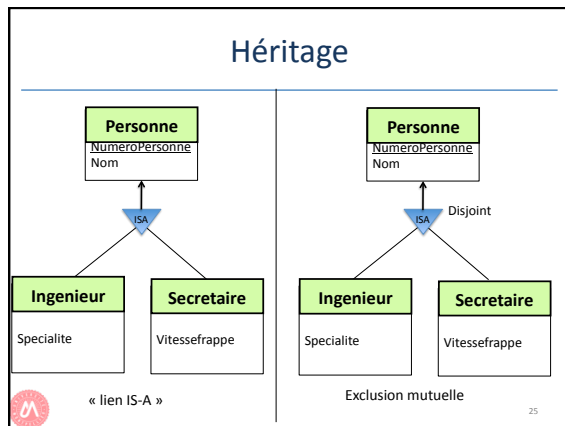 Héritage
Personne
NumeroPersonne
Nom
ISA
Ingenieur
Specialite
Secretaire
Vitessefrappe
« lien IS-A »
Personne
NumeroPersonne
Nom
ISA
Disjoint
Ingenieur
Specialite
Secretaire
Vitessefrappe
Exclusion mutuelle
25